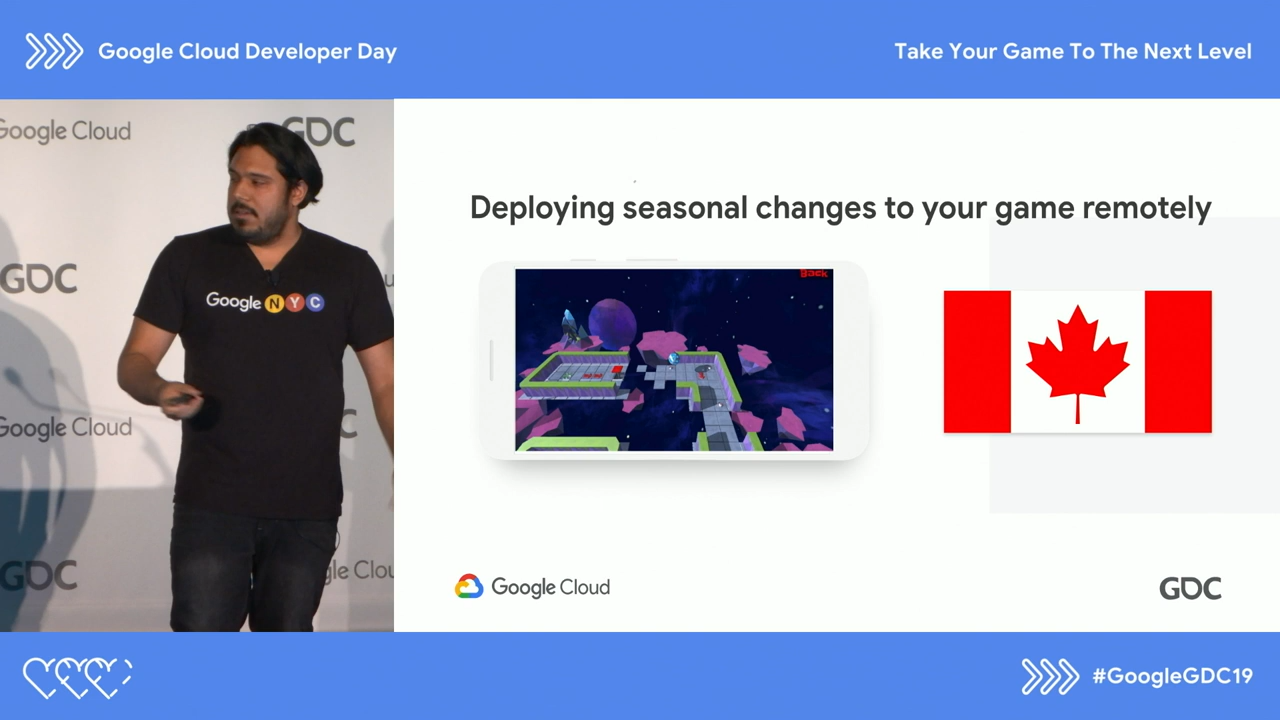 Google Cloud Developer Day
Take Your Game To The Next Level
Google Cloud
GDC
Deploying seasonal changes to your game remotely
Back
GDC
Google NYC
Google Cloud
Google Cloud
GDC
GDC
#GoogleGDC19